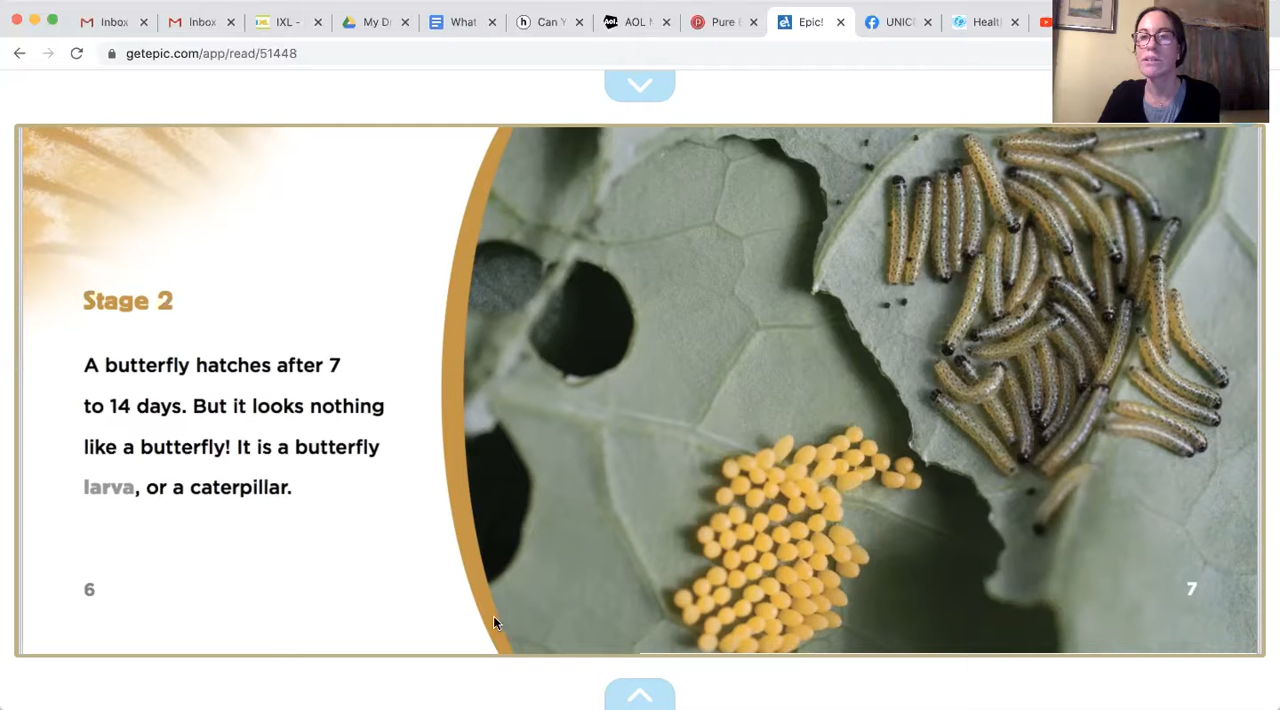 Inbox
Inbox
IXL -
My D
What
Can Y
AOL
Pure
Epic!
UNIC
Healt
getepic.com/app/read/51448
Stage 2
A butterfly hatches after 7
to 14 days. But it looks nothing
like a butterfly! It is a butterfly
larva, or a caterpillar.
6
7